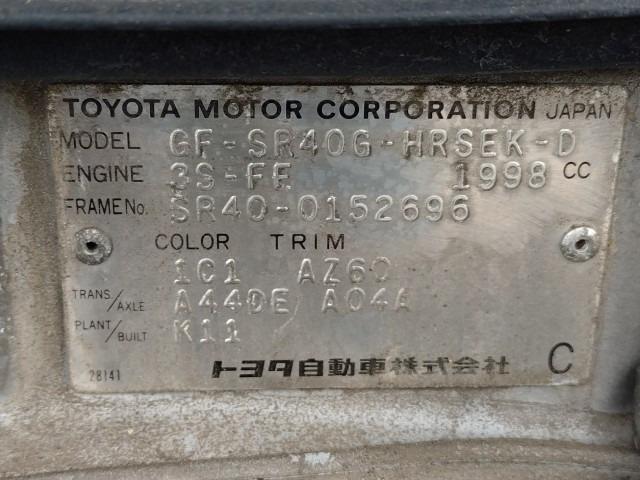 TOYOTA MOTOR CORPORATION JAPAN
MODEL GF-SR40G-HRSEK-D
ENGINE 3S-FE 1998 CC
FRAME No. SR40-0152696
COLOR TRIM
1C1 AZ60
TRANS/AXLE A44DE A04A
PLANT/BUILT K11
28141 トヨタ自動車株式会社 C